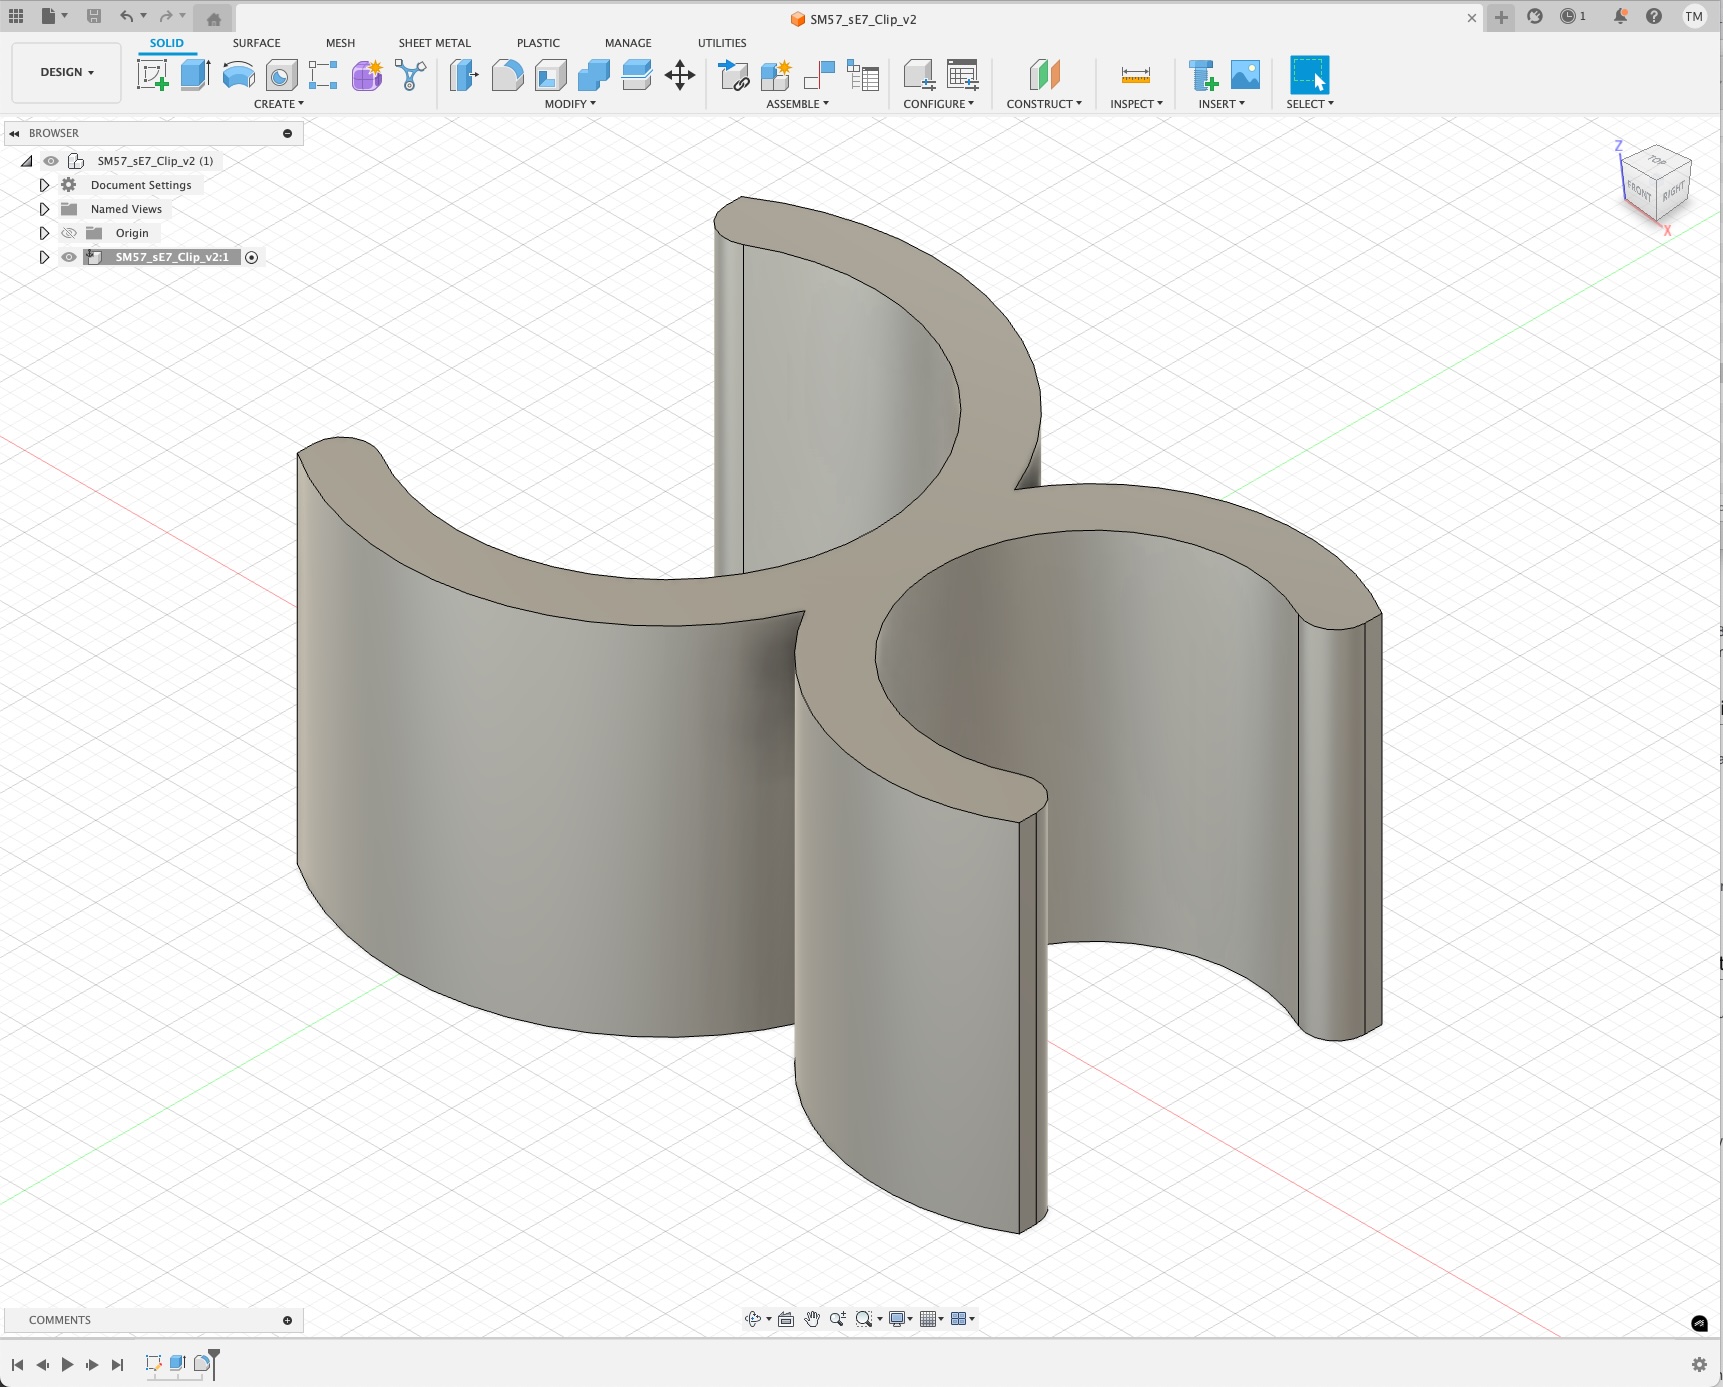 SM57_sE7_Clip_v2
1
TM
SOLID
SURFACE
MESH
SHEET METAL
PLASTIC
MANAGE
UTILITIES
DESIGN
CREATE
MODIFY
ASSEMBLE
CONFIGURE
CONSTRUCT
INSPECT
INSERT
SELECT
BROWSER
SM57_sE7_Clip_v2 (1)
Document Settings
Named Views
Origin
SM57_sE7_Clip_v2:1
Z
TOP
FRONT
RIGHT
X
COMMENTS